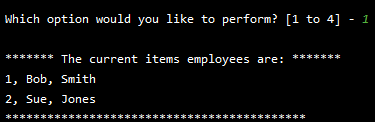 Which option would you like to perform? [1 to 4] - 1
******* The current items employees are: *******
1, Bob, Smith
2, Sue, Jones
*******************************************